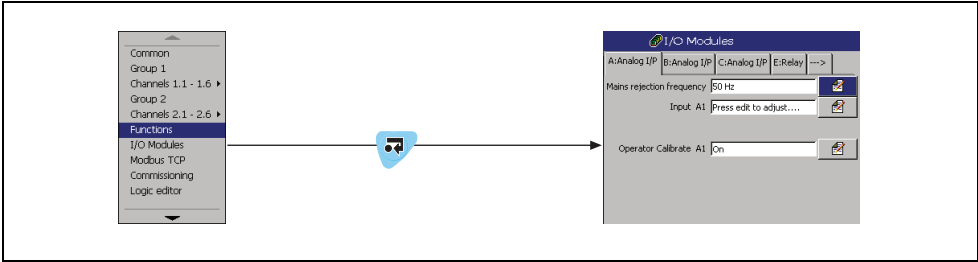 Common
Group 1
Channels 1.1 - 1.6
Group 2
Channels 2.1 - 2.6
Functions
I/O Modules
Modbus TCP
Commissioning
Logic editor
I/O Modules
A:Analog I/P B:Analog I/P C:Analog I/P E:Relay --->
Mains rejection frequency 50 Hz
Input A1 Press edit to adjust....
Operator Calibrate A1 On